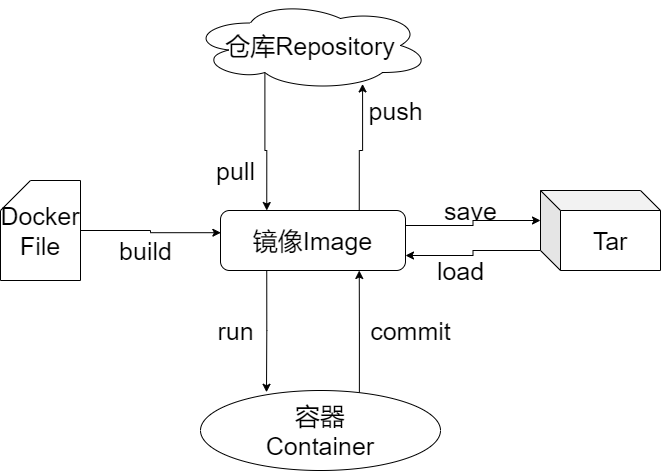 仓库Repository
push
pull
Docker
File
build
镜像Image
save
load
Tar
run
commit
容器
Container